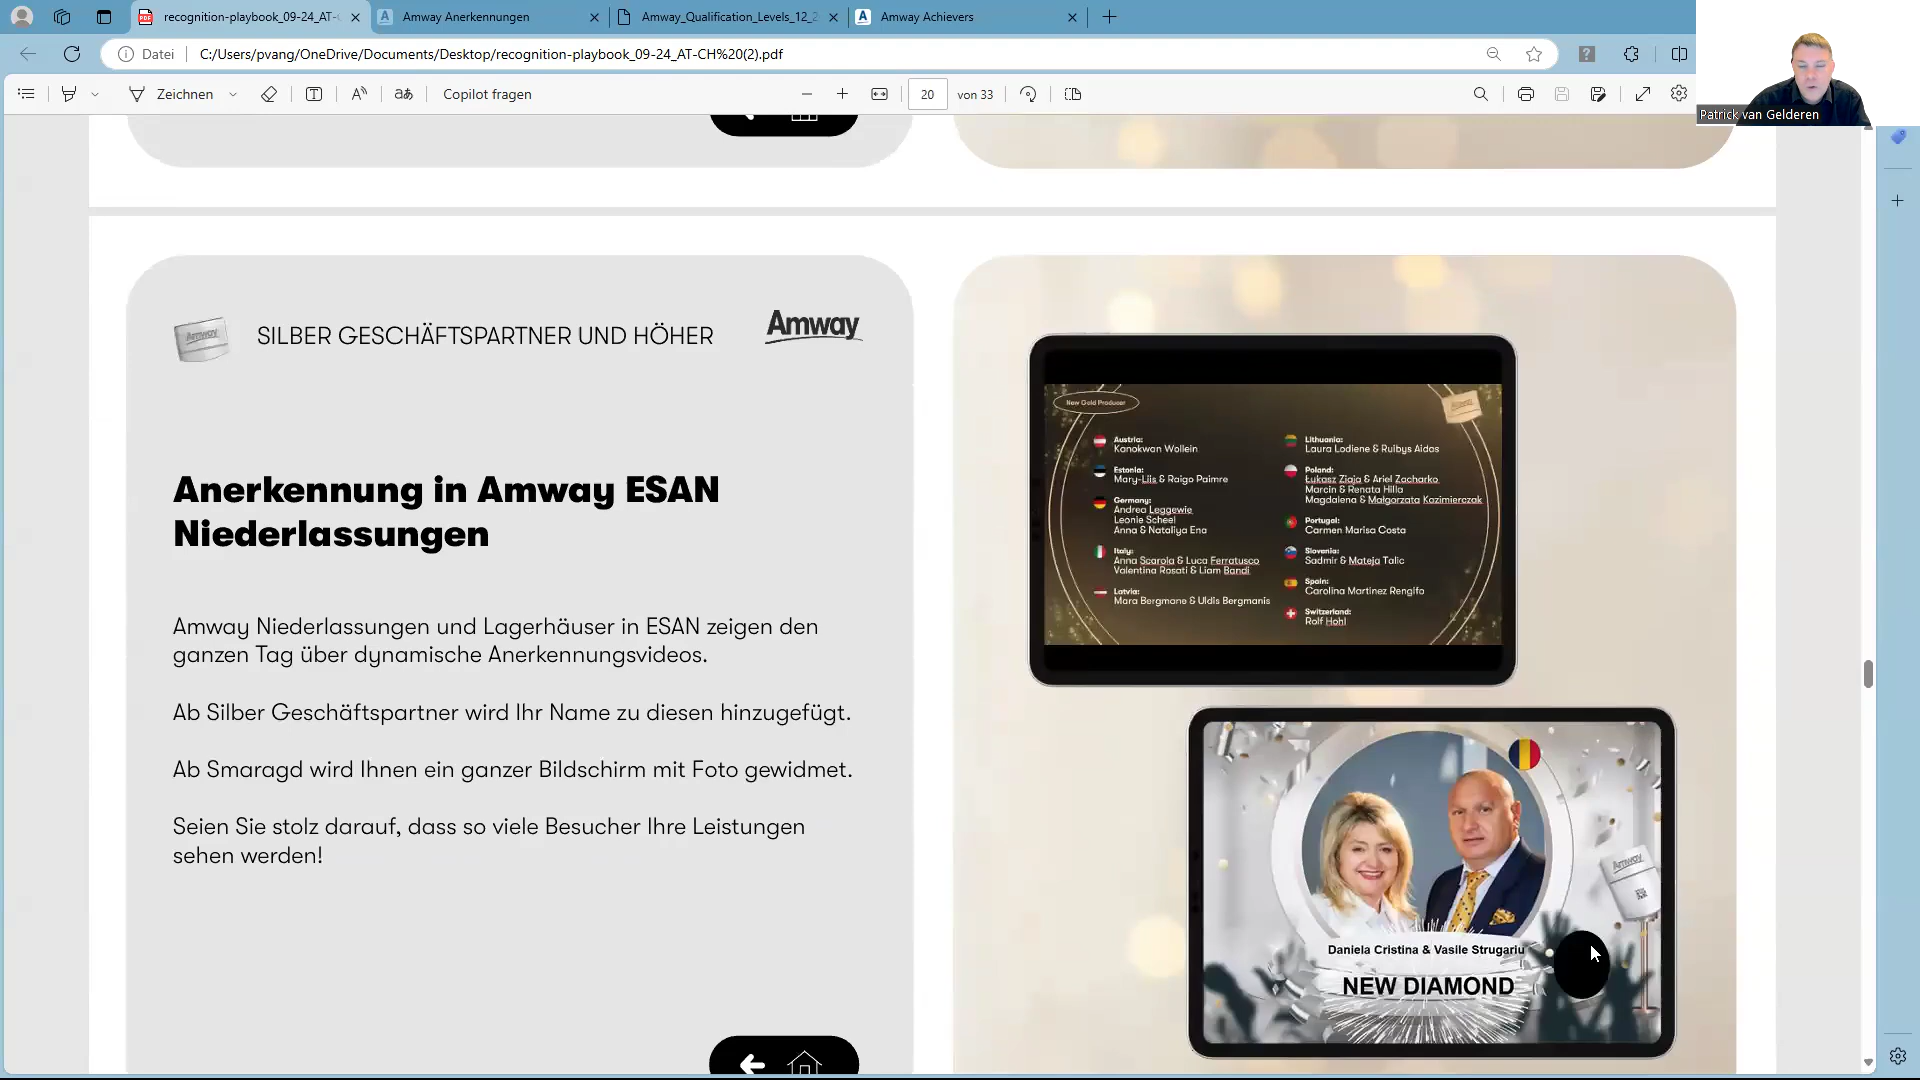 recognition-playbook_09-24_AT-C
Amway Anerkennungen
Amway_Qualification_Levels_12_2
Amway Achievers
Datei
C:/Users/pvang/OneDrive/Documents/Desktop/recognition-playbook_09-24_AT-CH%20(2).pdf
Zeichnen
Copilot fragen
20
von 33
Patrick van Gelderen
SILBER GESCHÄFTSPARTNER UND HÖHER
Amway
Anerkennung in Amway ESAN
Niederlassungen
Amway Niederlassungen und Lagerhäuser in ESAN zeigen den
ganzen Tag über dynamische Anerkennungsvideos.
Ab Silber Geschäftspartner wird Ihr Name zu diesen hinzugefügt.
Ab Smaragd wird Ihnen ein ganzer Bildschirm mit Foto gewidmet.
Seien Sie stolz darauf, dass so viele Besucher Ihre Leistungen
sehen werden!
New Gold Producer
Austria:
Kanokwan Wollein
Estonia:
Mary-Liis & Raigo Paimre
Germany:
Andrea Leggewie
Leonie Scheel
Anna & Nataliya Ena
Italy:
Anna Scarola & Luca Ferratusco
Valentina Rosati & Liam Bandi
Latvia:
Mara Bergmane & Uldis Bergmanis
Lithuania:
Laura Lodiene & Ruibys Aidas
Poland:
Łukasz Ziaja & Ariel Zacharko
Marcin & Renata Hilla
Magdalena & Małgorzata Kazimierczak
Portugal:
Carmen Marisa Costa
Slovenia:
Sadmir & Mateja Talic
Spain:
Carolina Martinez Rengifo
Switzerland:
Rolf Hohl
Amway
Daniela Cristina & Vasile Strugariu
NEW DIAMOND